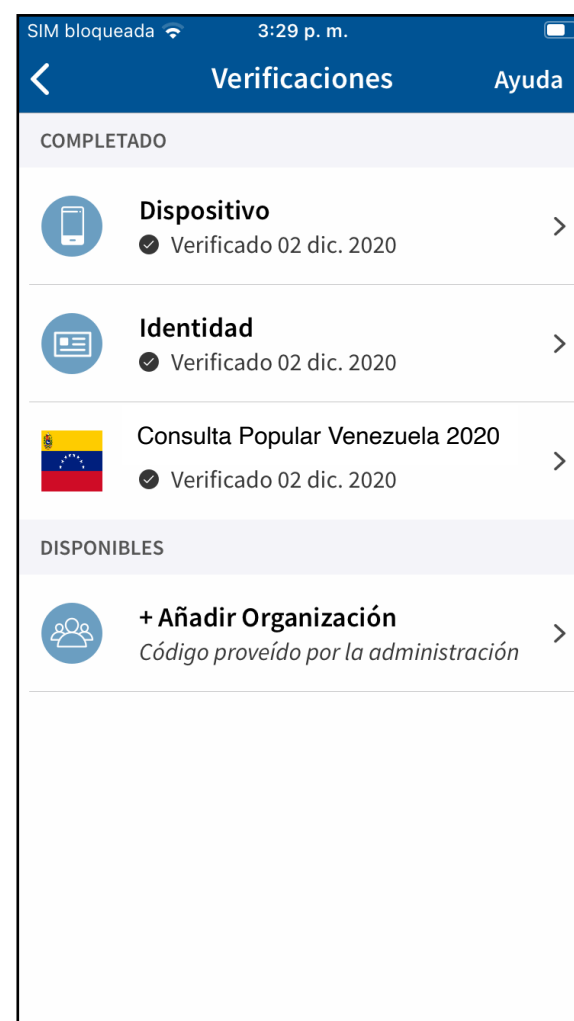 SIM bloqueada 3:29 p. m.
Verificaciones Ayuda
COMPLETADO
Dispositivo
Verificado 02 dic. 2020
Identidad
Verificado 02 dic. 2020
Consulta Popular Venezuela 2020
Verificado 02 dic. 2020
DISPONIBLES
+ Añadir Organización
Código proveído por la administración